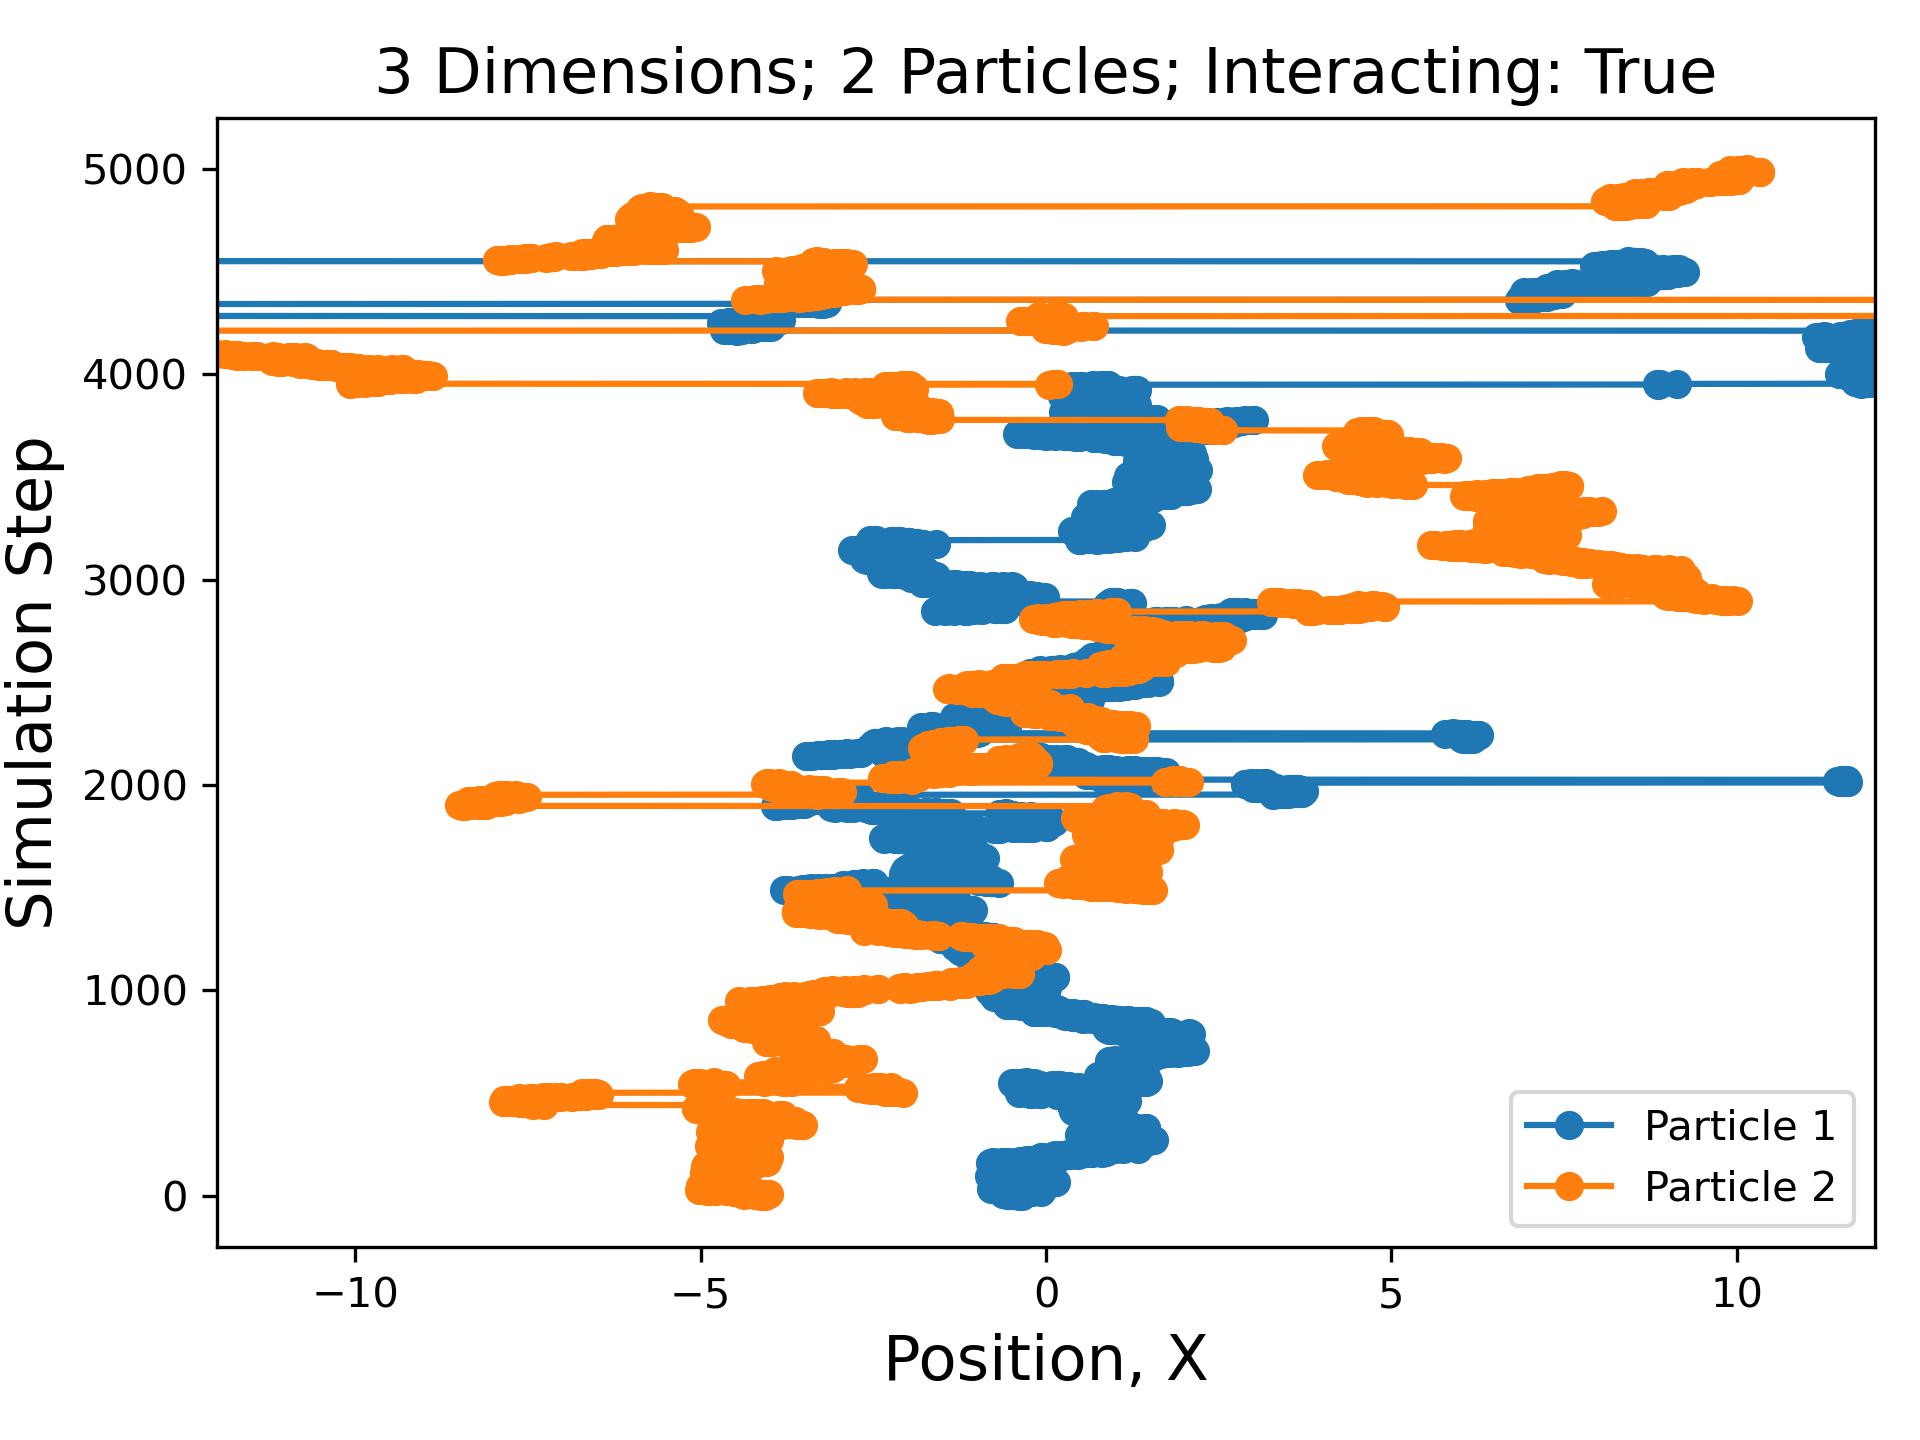 3 Dimensions; 2 Particles; Interacting: True
Simulation Step
5000
4000
3000
2000
1000
0
−10
−5
0
5
10
Position, X
Particle 1
Particle 2